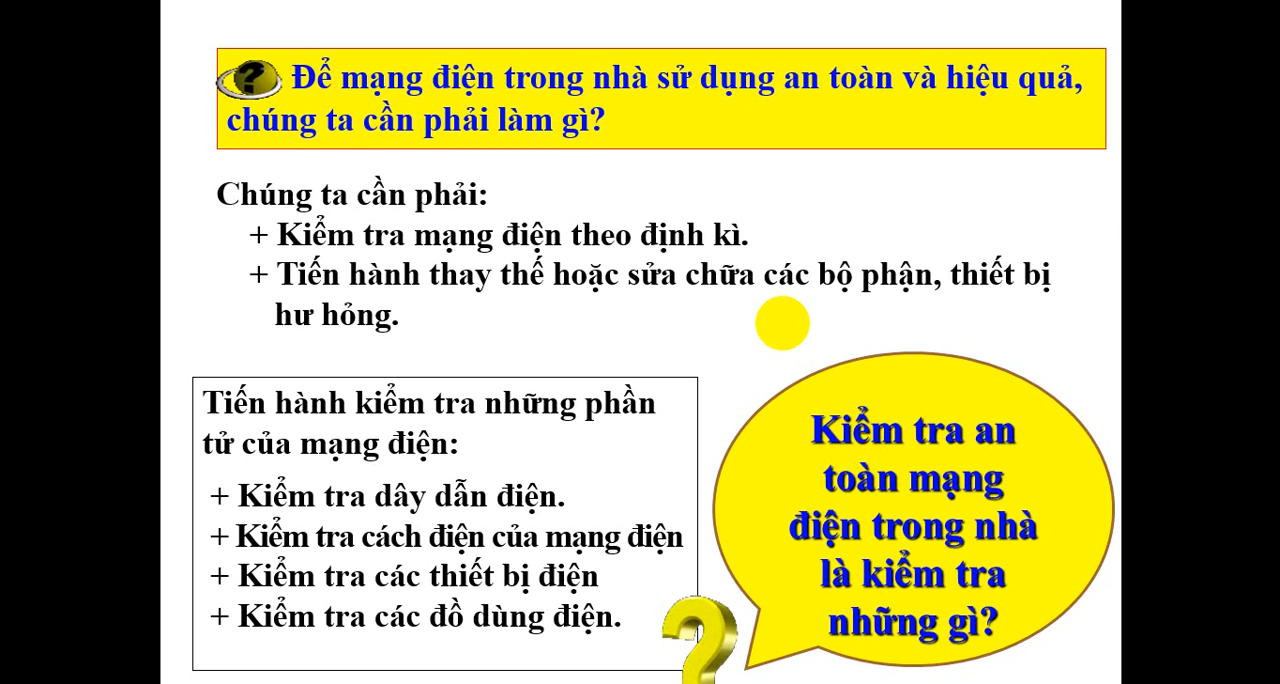 Để mạng điện trong nhà sử dụng an toàn và hiệu quả,
chúng ta cần phải làm gì?
Chúng ta cần phải:
+ Kiểm tra mạng điện theo định kì.
+ Tiến hành thay thế hoặc sửa chữa các bộ phận, thiết bị
hư hỏng.
Tiến hành kiểm tra những phần
tử của mạng điện:
+ Kiểm tra dây dẫn điện.
+ Kiểm tra cách điện của mạng điện
+ Kiểm tra các thiết bị điện
+ Kiểm tra các đồ dùng điện.
Kiểm tra an
toàn mạng
điện trong nhà
là kiểm tra
những gì?